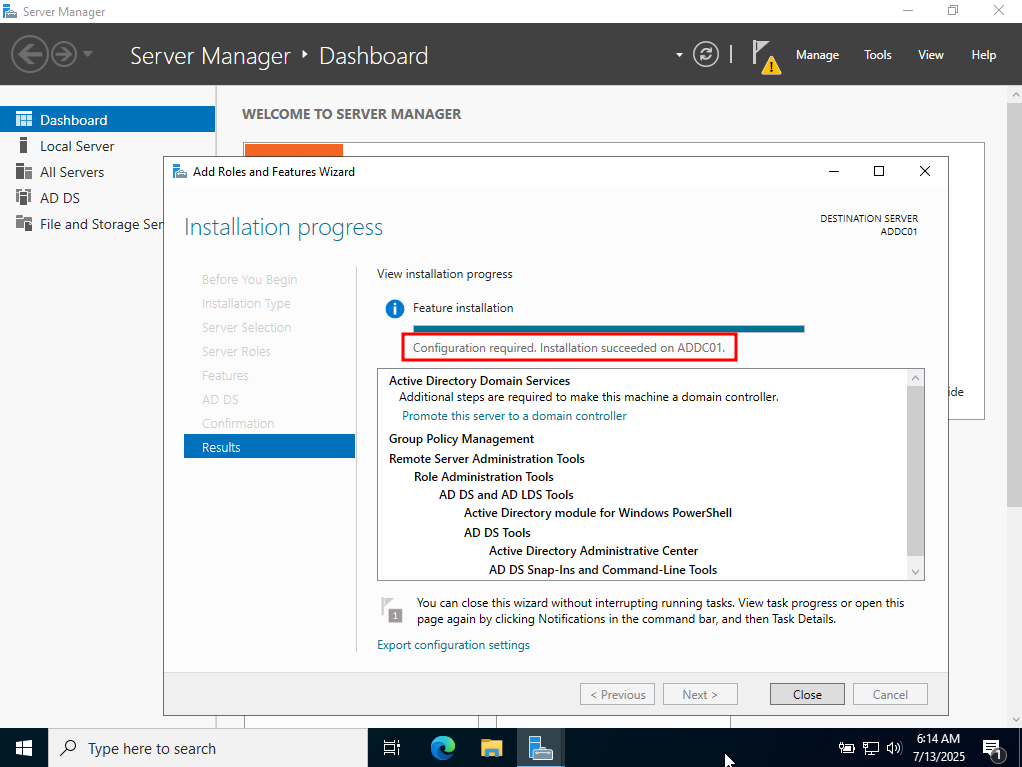 Server Manager
Server Manager ‣ Dashboard
Manage
Tools
View
Help
Dashboard
Local Server
All Servers
AD DS
File and Storage Ser
WELCOME TO SERVER MANAGER
Add Roles and Features Wizard
Installation progress
DESTINATION SERVER
ADDC01
Before You Begin
Installation Type
Server Selection
Server Roles
Features
AD DS
Confirmation
Results
View installation progress
Feature installation
Configuration required. Installation succeeded on ADDC01.
Active Directory Domain Services
Additional steps are required to make this machine a domain controller.
Promote this server to a domain controller
Group Policy Management
Remote Server Administration Tools
Role Administration Tools
AD DS and AD LDS Tools
Active Directory module for Windows PowerShell
AD DS Tools
Active Directory Administrative Center
AD DS Snap-Ins and Command-Line Tools
1
You can close this wizard without interrupting running tasks. View task progress or open this
page again by clicking Notifications in the command bar, and then Task Details.
Export configuration settings
< Previous
Next >
Close
Cancel
ide
Type here to search
6:14 AM
7/13/2025
1